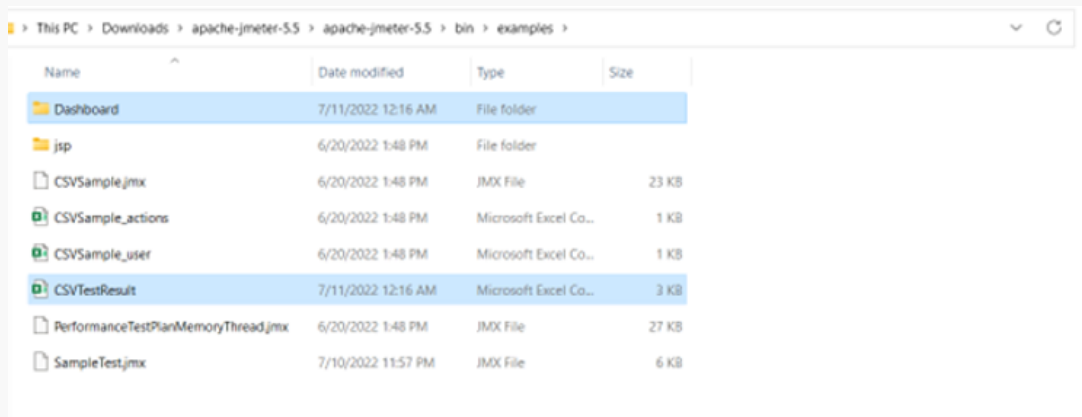 This PC > Downloads > apache-jmeter-5.5 > apache-jmeter-5.5 > bin > examples >
Name Date modified Type Size
Dashboard 7/11/2022 12:16 AM File folder
jsp 6/20/2022 1:48 PM File folder
CSVSample.jmx 6/20/2022 1:48 PM JMX File 23 KB
CSVSample_actions 6/20/2022 1:48 PM Microsoft Excel Co... 1 KB
CSVSample_user 6/20/2022 1:48 PM Microsoft Excel Co... 1 KB
CSVTestResult 7/11/2022 12:16 AM Microsoft Excel Co... 3 KB
PerformanceTestPlanMemoryThread.jmx 6/20/2022 1:48 PM JMX File 27 KB
SampleTest.jmx 7/10/2022 11:57 PM JMX File 6 KB